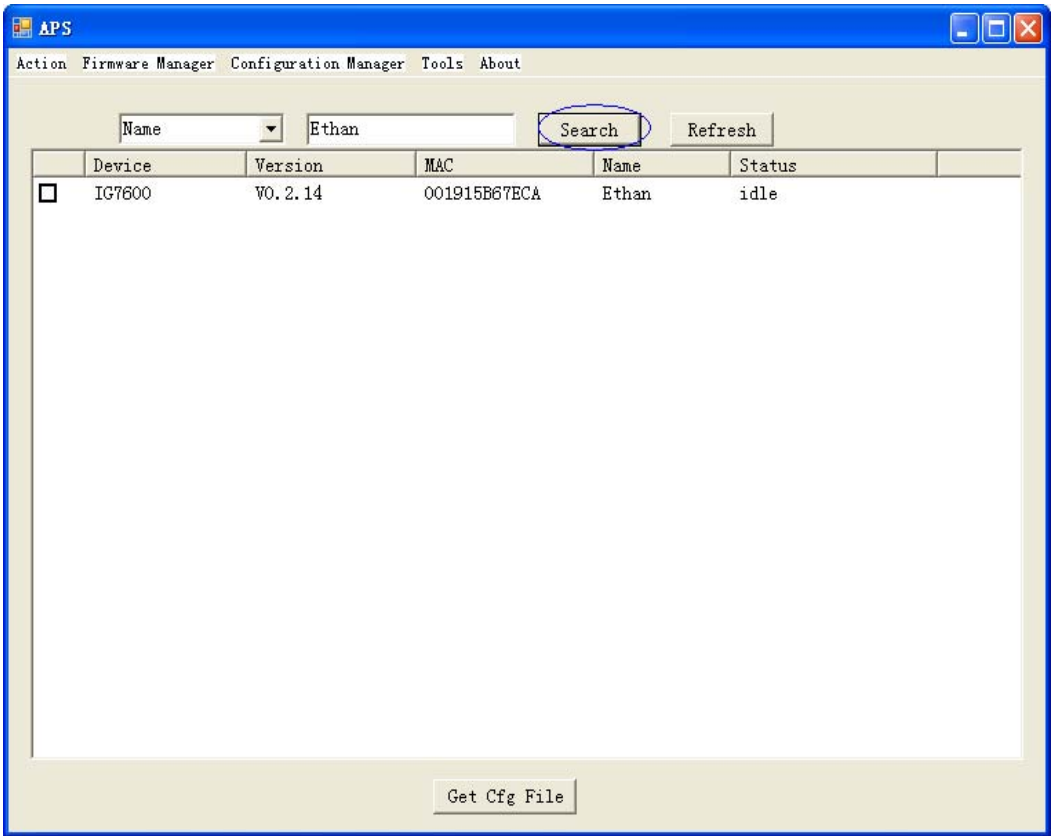 APS
Action Firmware Manager Configuration Manager Tools About
Name Ethan Search Refresh
Device Version MAC Name Status
IG7600 V0.2.14 001915B67ECA Ethan idle
Get Cfg File